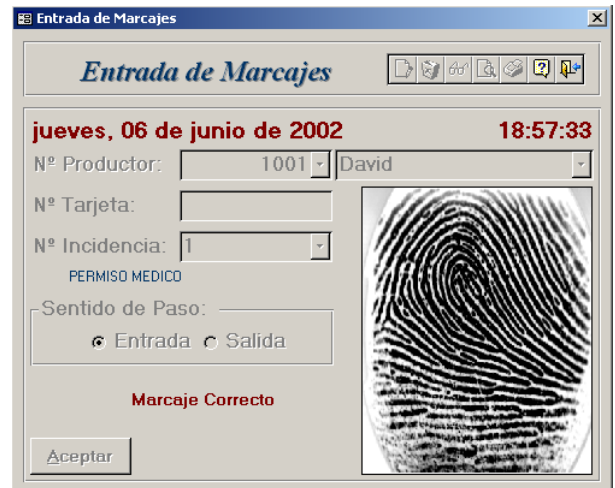 Entrada de Marcajes
Entrada de Marcajes
jueves, 06 de junio de 2002 18:57:33
Nº Productor: 1001 David
Nº Tarjeta:
Nº Incidencia: 1
PERMISO MEDICO
Sentido de Paso:
Entrada Salida
Marcaje Correcto
Aceptar